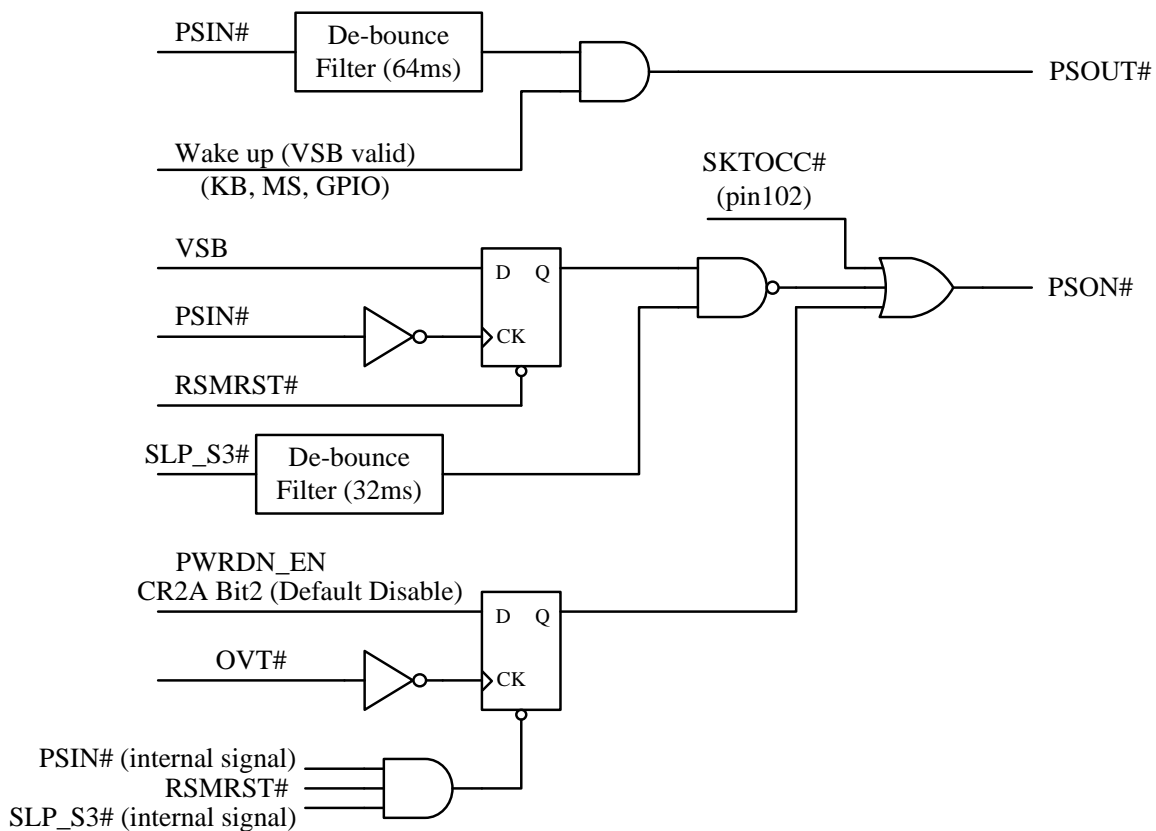 PSIN#
De-bounce
Filter (64ms)
PSOUT#
Wake up (VSB valid)
(KB, MS, GPIO)
SKTOCC#
(pin102)
VSB
D Q
PSIN#
CK
PSON#
RSMRST#
SLP_S3#
De-bounce
Filter (32ms)
PWRDN_EN
CR2A Bit2 (Default Disable)
D Q
OVT#
CK
PSIN# (internal signal)
RSMRST#
SLP_S3# (internal signal)